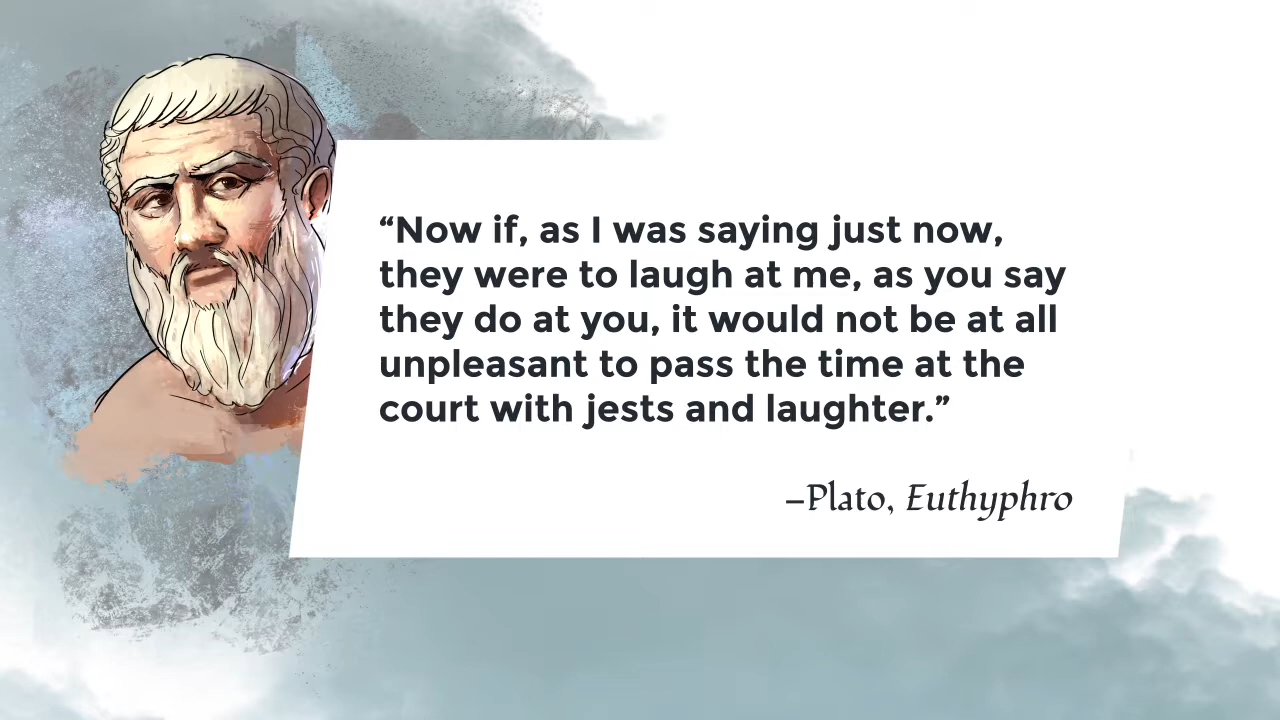 “Now if, as I was saying just now,
they were to laugh at me, as you say
they do at you, it would not be at all
unpleasant to pass the time at the
court with jests and laughter.”
–Plato, Euthyphro